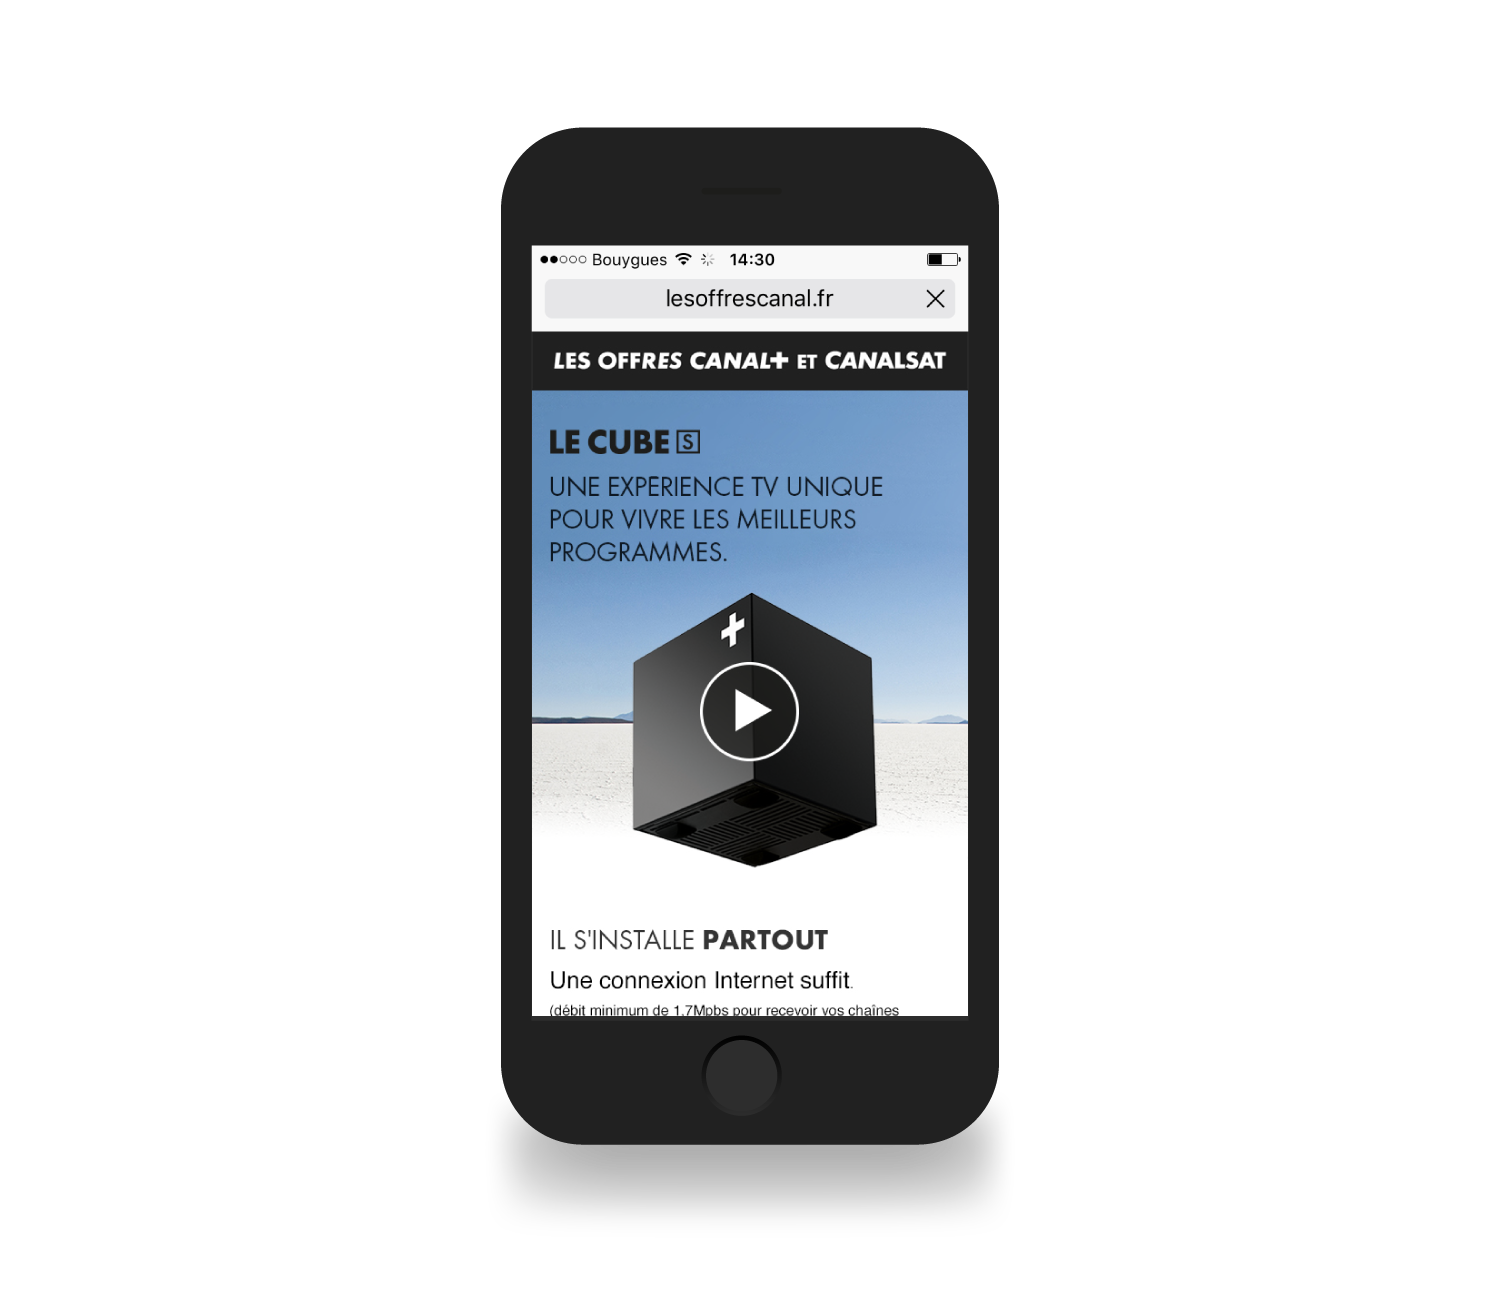 Bouygues 14:30
lesoffrescanal.fr
LES OFFRES CANAL+ ET CANALSAT
LE CUBE S
UNE EXPERIENCE TV UNIQUE
POUR VIVRE LES MEILLEURS
PROGRAMMES.
+
IL S'INSTALLE PARTOUT
Une connexion Internet suffit.
(débit minimum de 1,7Mpbs pour recevoir vos chaînes